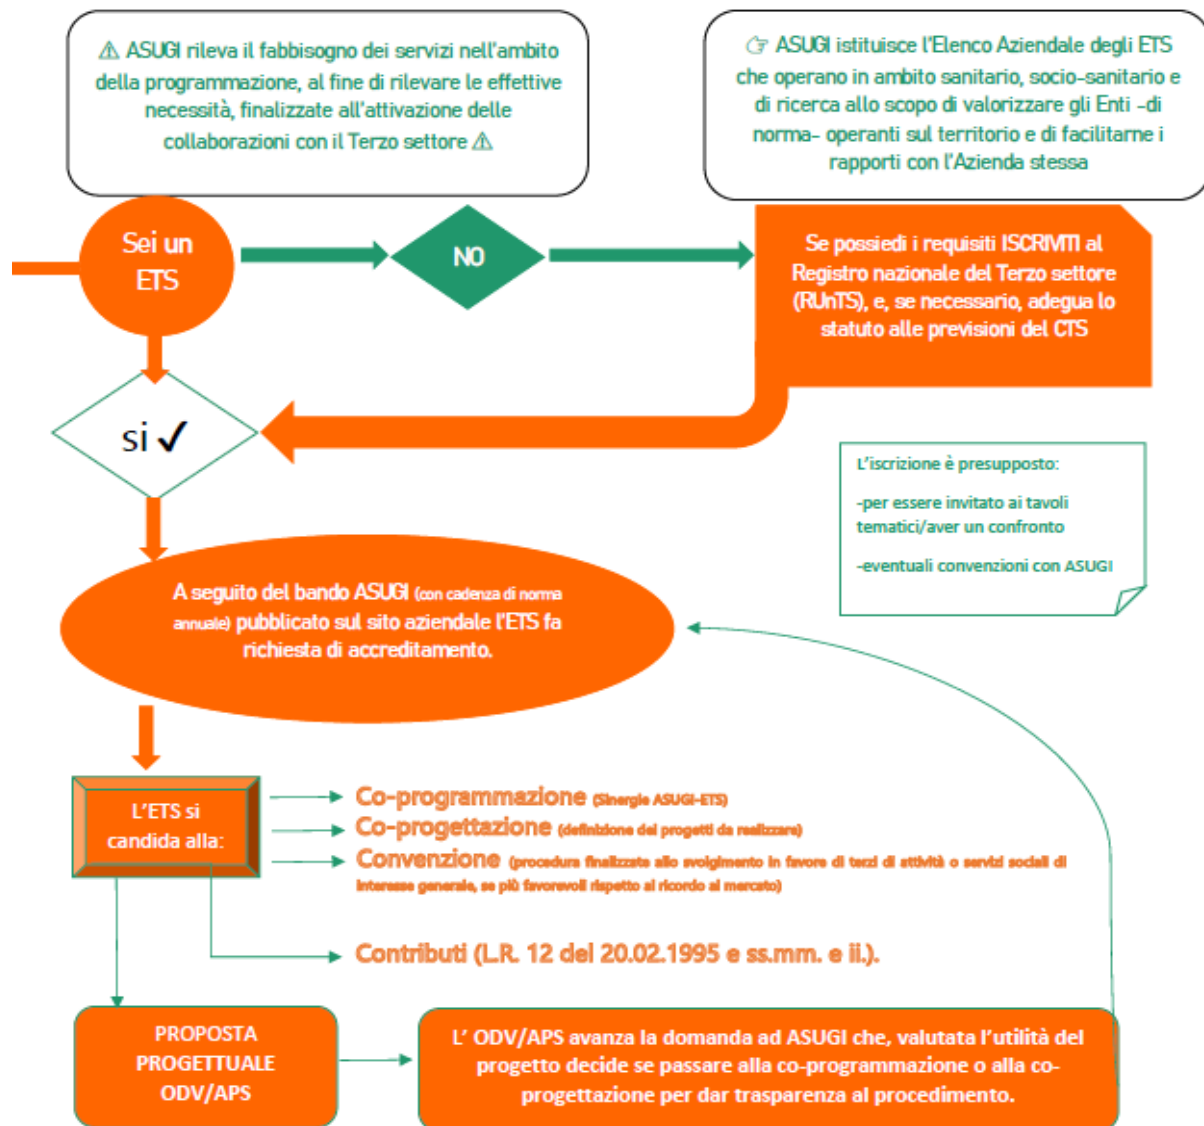 ⚠ ASUGI rileva il fabbisogno dei servizi nell'ambito
della programmazione, al fine di rilevare le effettive
necessità, finalizzate all'attivazione delle
collaborazioni con il Terzo settore ⚠
☞ ASUGI istituisce l'Elenco Aziendale degli ETS
che operano in ambito sanitario, socio-sanitario e
di ricerca allo scopo di valorizzare gli Enti -di
norma- operanti sul territorio e di facilitarne i
rapporti con l'Azienda stessa
Sei un
ETS
NO
Se possiedi i requisiti ISCRIVITI al
Registro nazionale del Terzo settore
(RUnTS), e, se necessario, adegua lo
statuto alle previsioni del CTS
si ✓
L'iscrizione è presupposto:
-per essere invitato ai tavoli
tematici/aver un confronto
-eventuali convenzioni con ASUGI
A seguito del bando ASUGI (con cadenza di norma
annuale) pubblicato sul sito aziendale l'ETS fa
richiesta di accreditamento.
L'ETS si
candida alla:
Co-programmazione (Sinergie ASUGI-ETS)
Co-progettazione (definizione dei progetti da realizzare)
Convenzione (procedura finalizzate allo svolgimento in favore di terzi di attività o servizi sociali di
interesse generale, se più favorevoli rispetto al ricordo al mercato)
Contributi (L.R. 12 del 20.02.1995 e ss.mm. e ii.).
PROPOSTA
PROGETTUALE
ODV/APS
L' ODV/APS avanza la domanda ad ASUGI che, valutata l'utilità del
progetto decide se passare alla co-programmazione o alla co-
progettazione per dar trasparenza al procedimento.